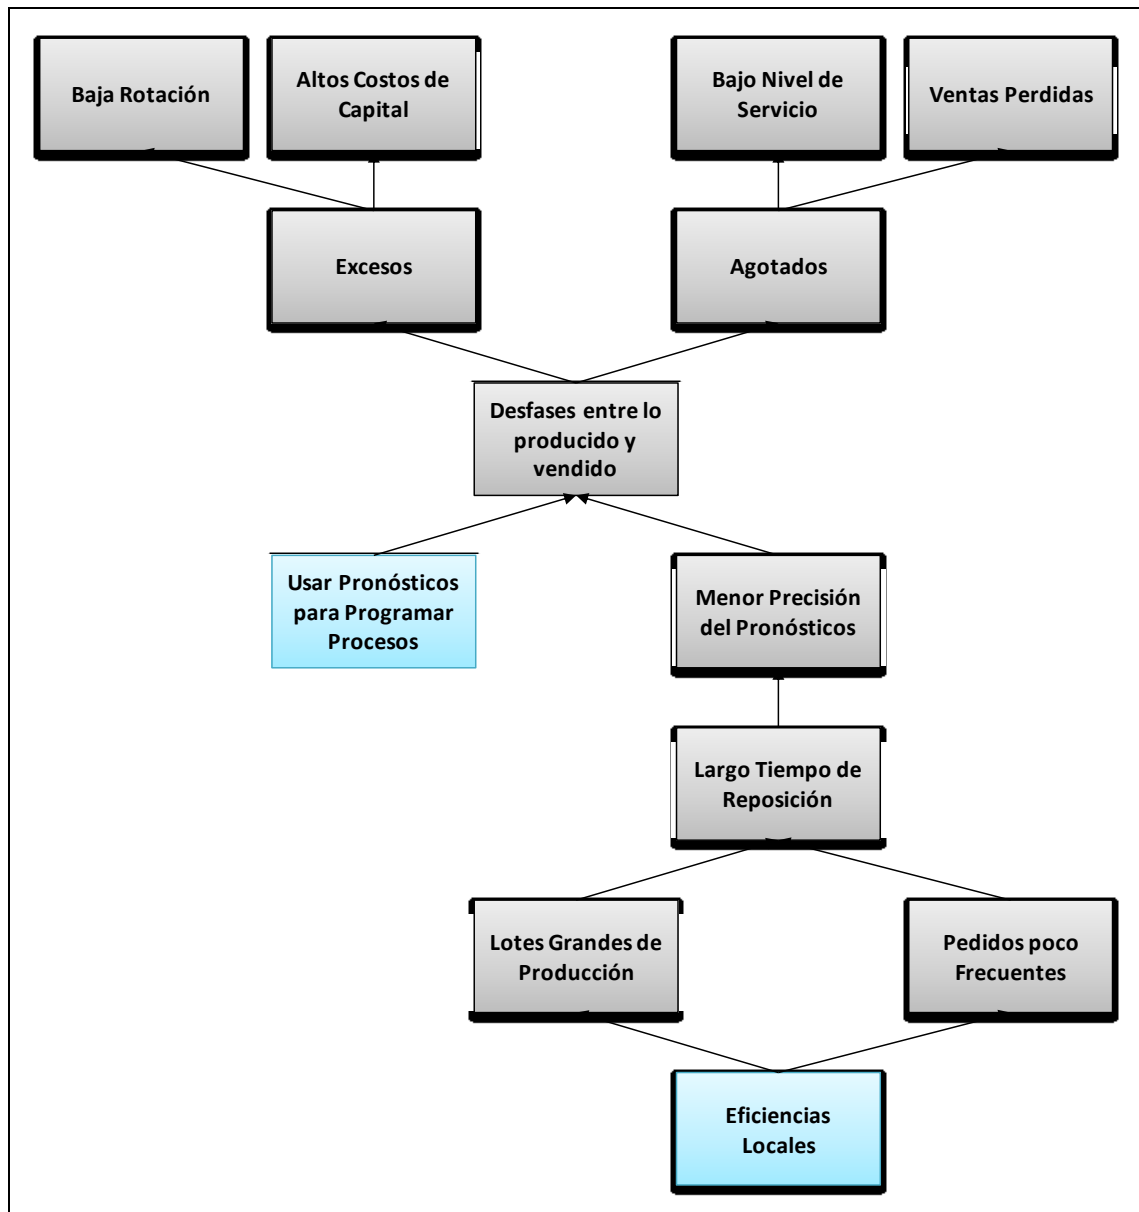 Baja Rotación
Altos Costos de
Capital
Bajo Nivel de
Servicio
Ventas Perdidas
Excesos
Agotados
Desfases entre lo
producido y
vendido
Usar Pronósticos
para Programar
Procesos
Menor Precisión
del Pronósticos
Largo Tiempo de
Reposición
Lotes Grandes de
Producción
Pedidos poco
Frecuentes
Eficiencias
Locales